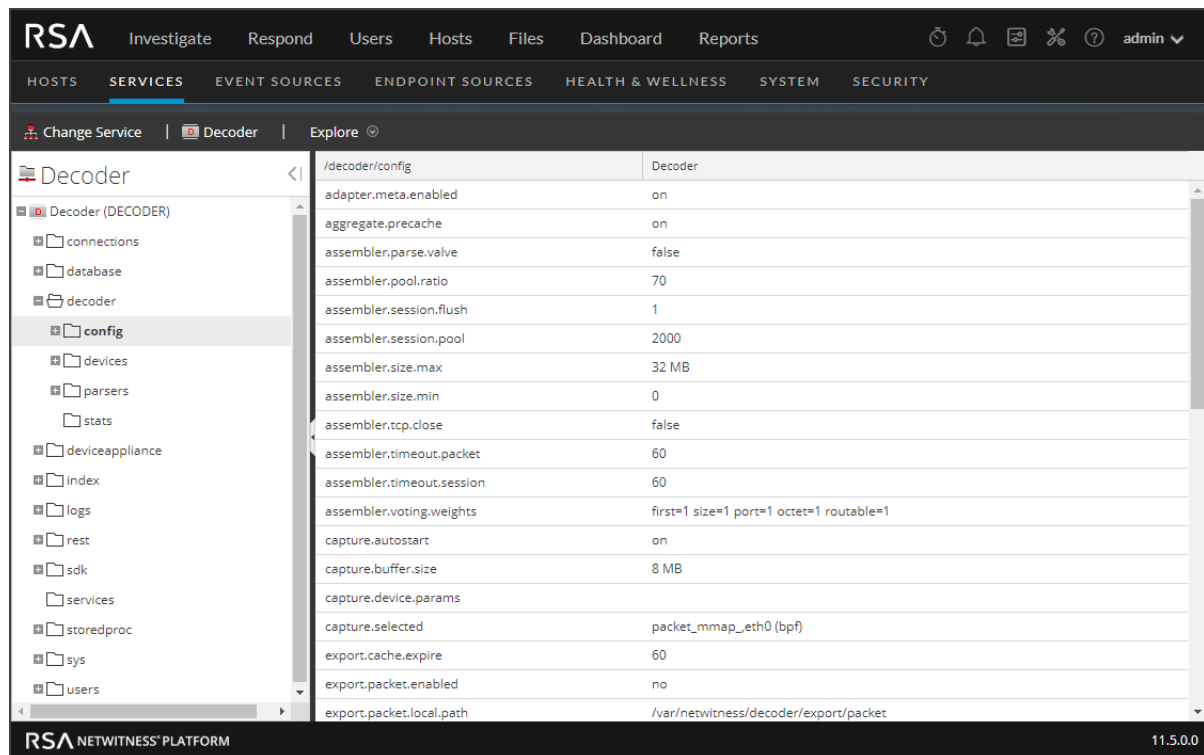 RSA Investigate Respond Users Hosts Files Dashboard Reports admin
HOSTS SERVICES EVENT SOURCES ENDPOINT SOURCES HEALTH & WELLNESS SYSTEM SECURITY
Change Service | D Decoder | Explore
Decoder
D Decoder (DECODER)
connections
database
decoder
config
devices
parsers
stats
deviceappliance
index
logs
rest
sdk
services
storedproc
sys
users
/decoder/config Decoder
adapter.meta.enabled on
aggregate.precache on
assembler.parse.valve false
assembler.pool.ratio 70
assembler.session.flush 1
assembler.session.pool 2000
assembler.size.max 32 MB
assembler.size.min 0
assembler.tcp.close false
assembler.timeout.packet 60
assembler.timeout.session 60
assembler.voting.weights first=1 size=1 port=1 octet=1 routable=1
capture.autostart on
capture.buffer.size 8 MB
capture.device.params
capture.selected packet_mmap_,eth0 (bpf)
export.cache.expire 60
export.packet.enabled no
export.packet.local.path /var/netwitness/decoder/export/packet
RSA NETWITNESS® PLATFORM 11.5.0.0